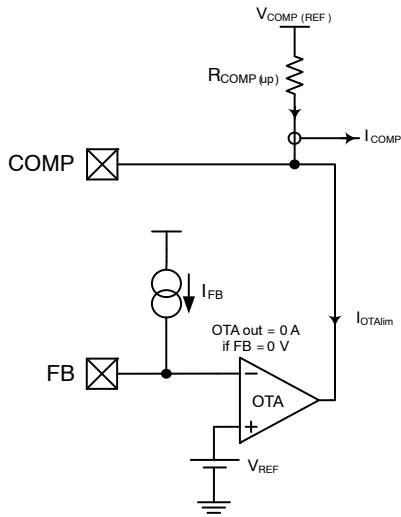 VCOMP (REF)
RCOMP (up)
ICOMP
COMP
IFB
OTA out = 0 A
if FB = 0 V
IOTAlim
FB
−
OTA
+
VREF